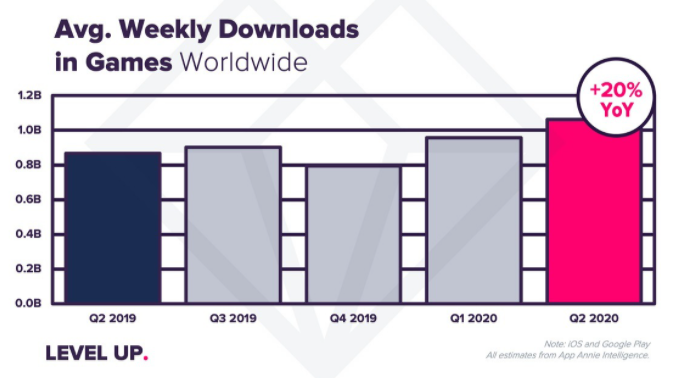 Avg. Weekly Downloads
in Games Worldwide
+20%
YoY
1.2B
1.0B
0.8B
0.6B
0.4B
0.2B
0.0B
Q2 2019 Q3 2019 Q4 2019 Q1 2020 Q2 2020
LEVEL UP.
Note: iOS and Google Play
All estimates from App Annie Intelligence.